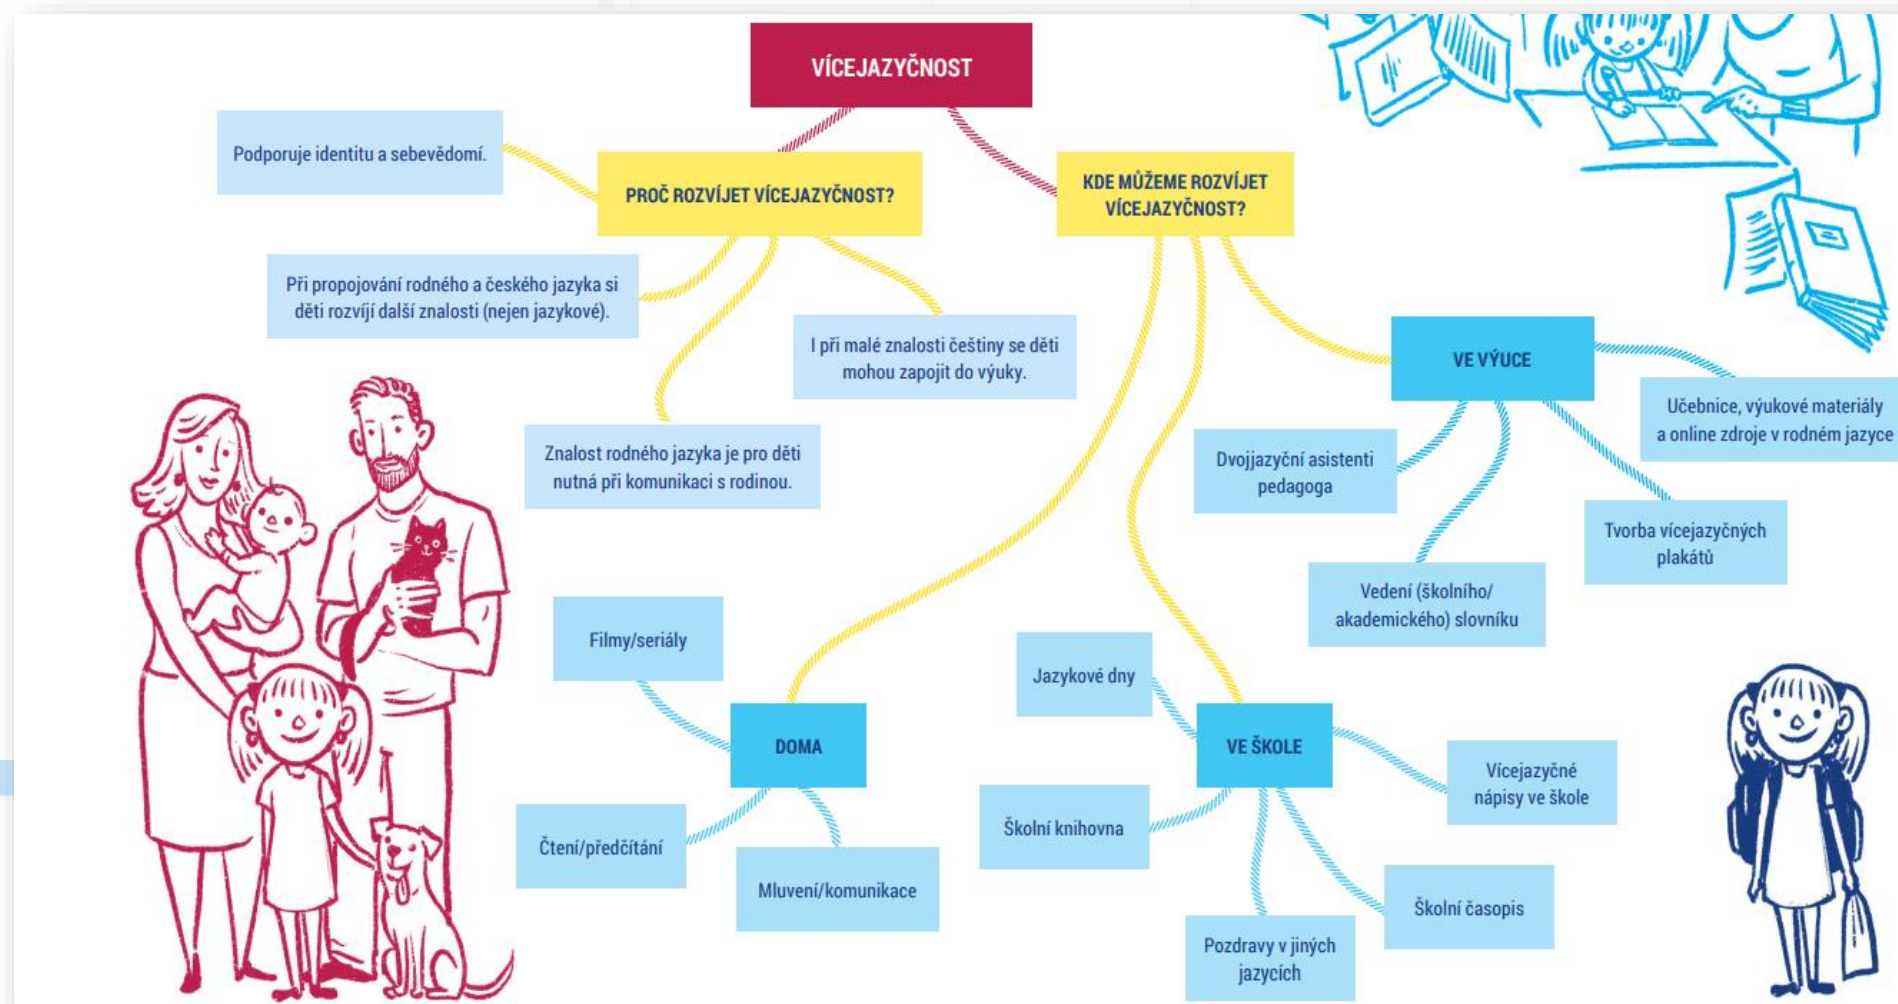 VÍCEJAZYČNOST
Podporuje identitu a sebevědomí.
PROČ ROZVÍJET VÍCEJAZYČNOST?
KDE MŮŽEME ROZVÍJET
VÍCEJAZYČNOST?
Při propojování rodného a českého jazyka si
děti rozvíjí další znalosti (nejen jazykové).
I při malé znalosti češtiny se děti
mohou zapojit do výuky.
Znalost rodného jazyka je pro děti
nutná při komunikaci s rodinou.
VE VÝUCE
Učebnice, výukové materiály
a online zdroje v rodném jazyce
Dvojjazyční asistenti
pedagoga
Tvorba vícejazyčných
plakátů
Vedení (školního/
akademického) slovníku
Filmy/seriály
DOMA
Čtení/předčítání
Mluvení/komunikace
Jazykové dny
VE ŠKOLE
Vícejazyčné
nápisy ve škole
Školní knihovna
Školní časopis
Pozdravy v jiných
jazycích